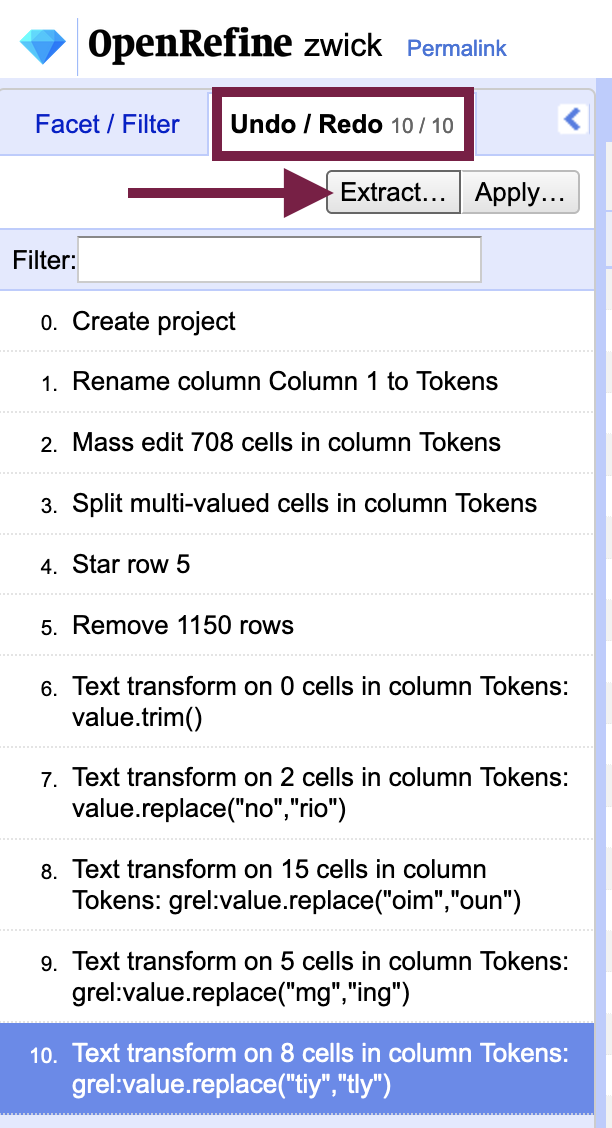 OpenRefine zwick Permalink
Facet / Filter Undo / Redo 10 / 10
Extract... Apply...
Filter:
0. Create project
1. Rename column Column 1 to Tokens
2. Mass edit 708 cells in column Tokens
3. Split multi-valued cells in column Tokens
4. Star row 5
5. Remove 1150 rows
6. Text transform on 0 cells in column Tokens:
value.trim()
7. Text transform on 2 cells in column Tokens:
value.replace("no","rio")
8. Text transform on 15 cells in column
Tokens: grel:value.replace("oim","oun")
9. Text transform on 5 cells in column Tokens:
grel:value.replace("mg","ing")
10. Text transform on 8 cells in column Tokens:
grel:value.replace("tiy","tly")